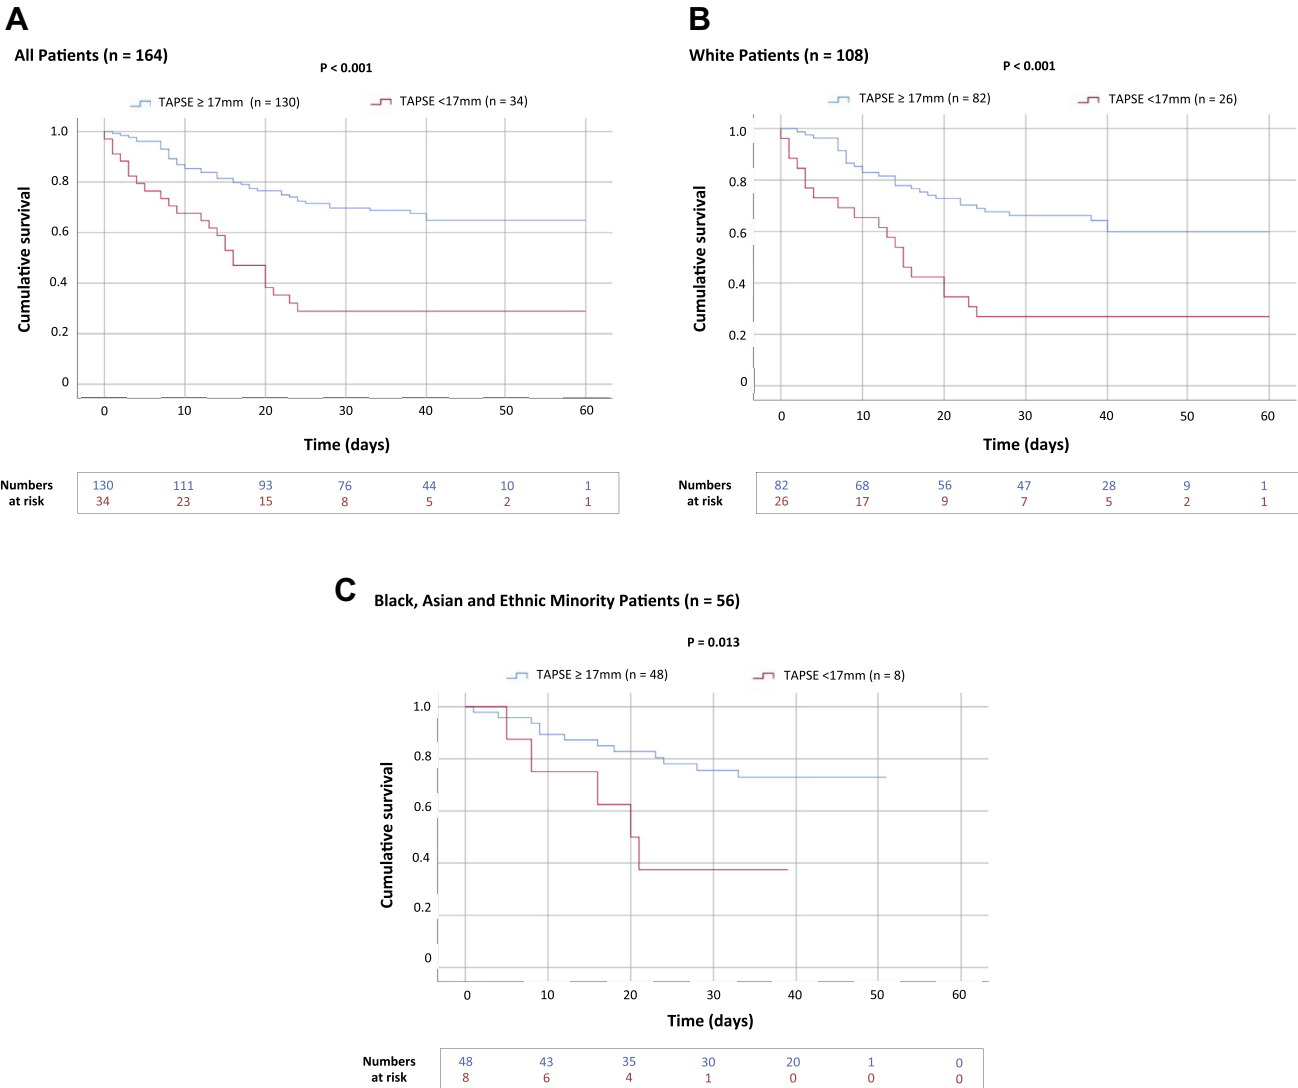 A
All Patients (n = 164)
P < 0.001
TAPSE ≥ 17mm (n = 130)
TAPSE <17mm (n = 34)
Cumulative survival
1.0
0.8
0.6
0.4
0.2
0
0 10 20 30 40 50 60
Time (days)
Numbers at risk
130 111 93 76 44 10 1
34 23 15 8 5 2 1
B
White Patients (n = 108)
P < 0.001
TAPSE ≥ 17mm (n = 82)
TAPSE <17mm (n = 26)
Cumulative survival
1.0
0.8
0.6
0.4
0.2
0
0 10 20 30 40 50 60
Time (days)
Numbers at risk
82 68 56 47 28 9 1
26 17 9 7 5 2 1
C
Black, Asian and Ethnic Minority Patients (n = 56)
P = 0.013
TAPSE ≥ 17mm (n = 48)
TAPSE <17mm (n = 8)
Cumulative survival
1.0
0.8
0.6
0.4
0.2
0
0 10 20 30 40 50 60
Time (days)
Numbers at risk
48 43 35 30 20 1 0
8 6 4 1 0 0 0